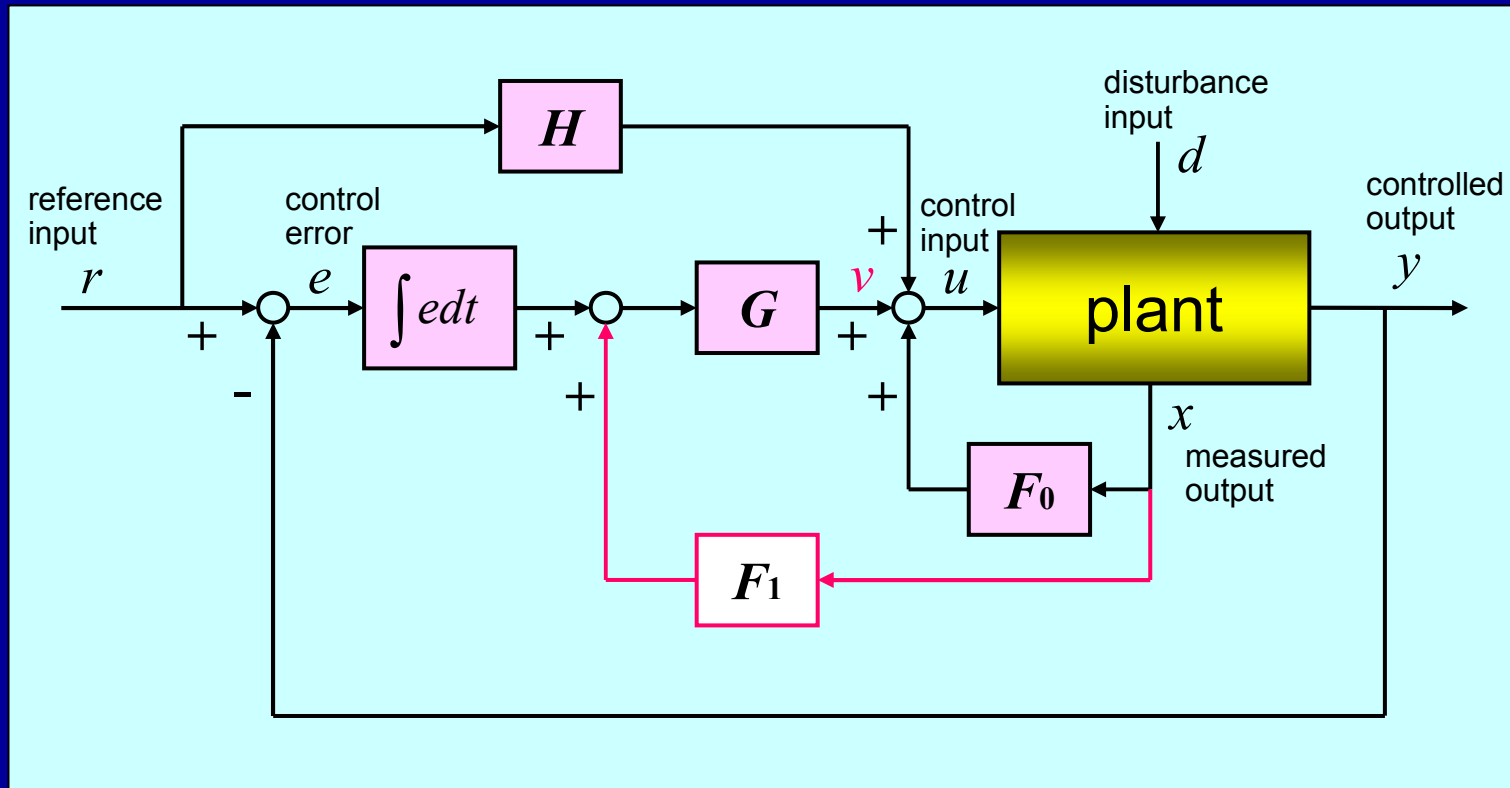 H
disturbance
input
d
reference
input
r
control
error
e
control
input
u
controlled
output
y
+
∫edt
G
v
plant
+
+
+
-
+
+
x
measured
output
F0
F1